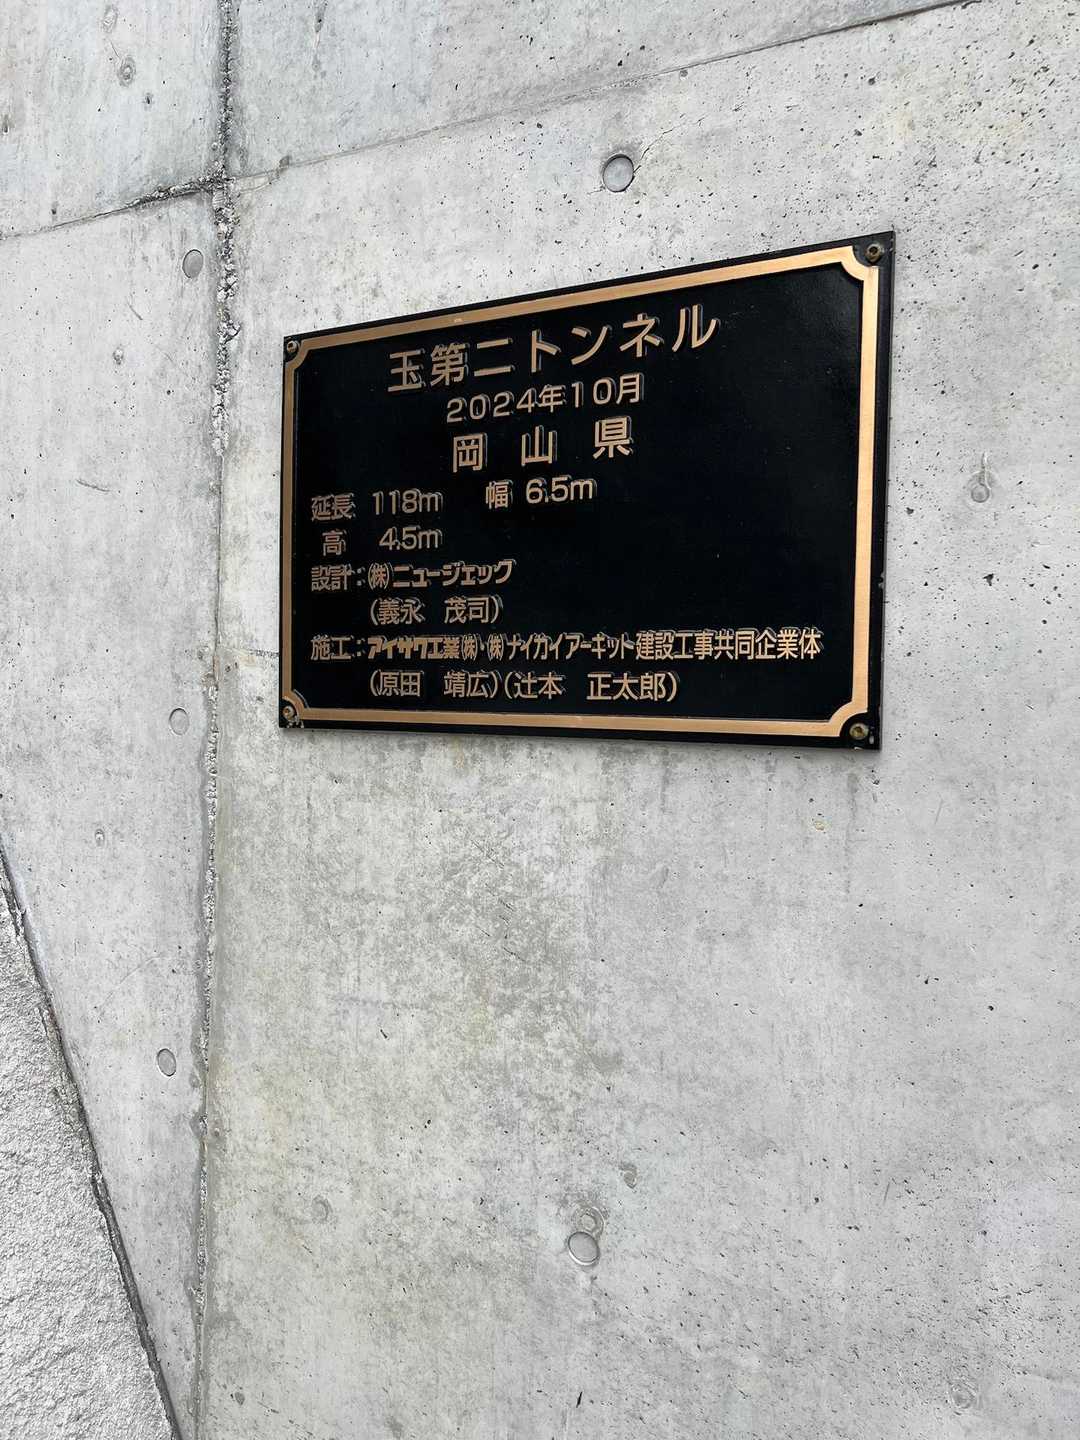 玉第二トンネル
2024年10月
岡山県
延長 118m 幅 6.5m
高 4.5m
設計：㈱ニュージェック
（義永 茂司）
施工：アイサワ工業㈱・㈱ナイカイアーキット建設工事共同企業体
（原田 靖広）（辻本 正太郎）